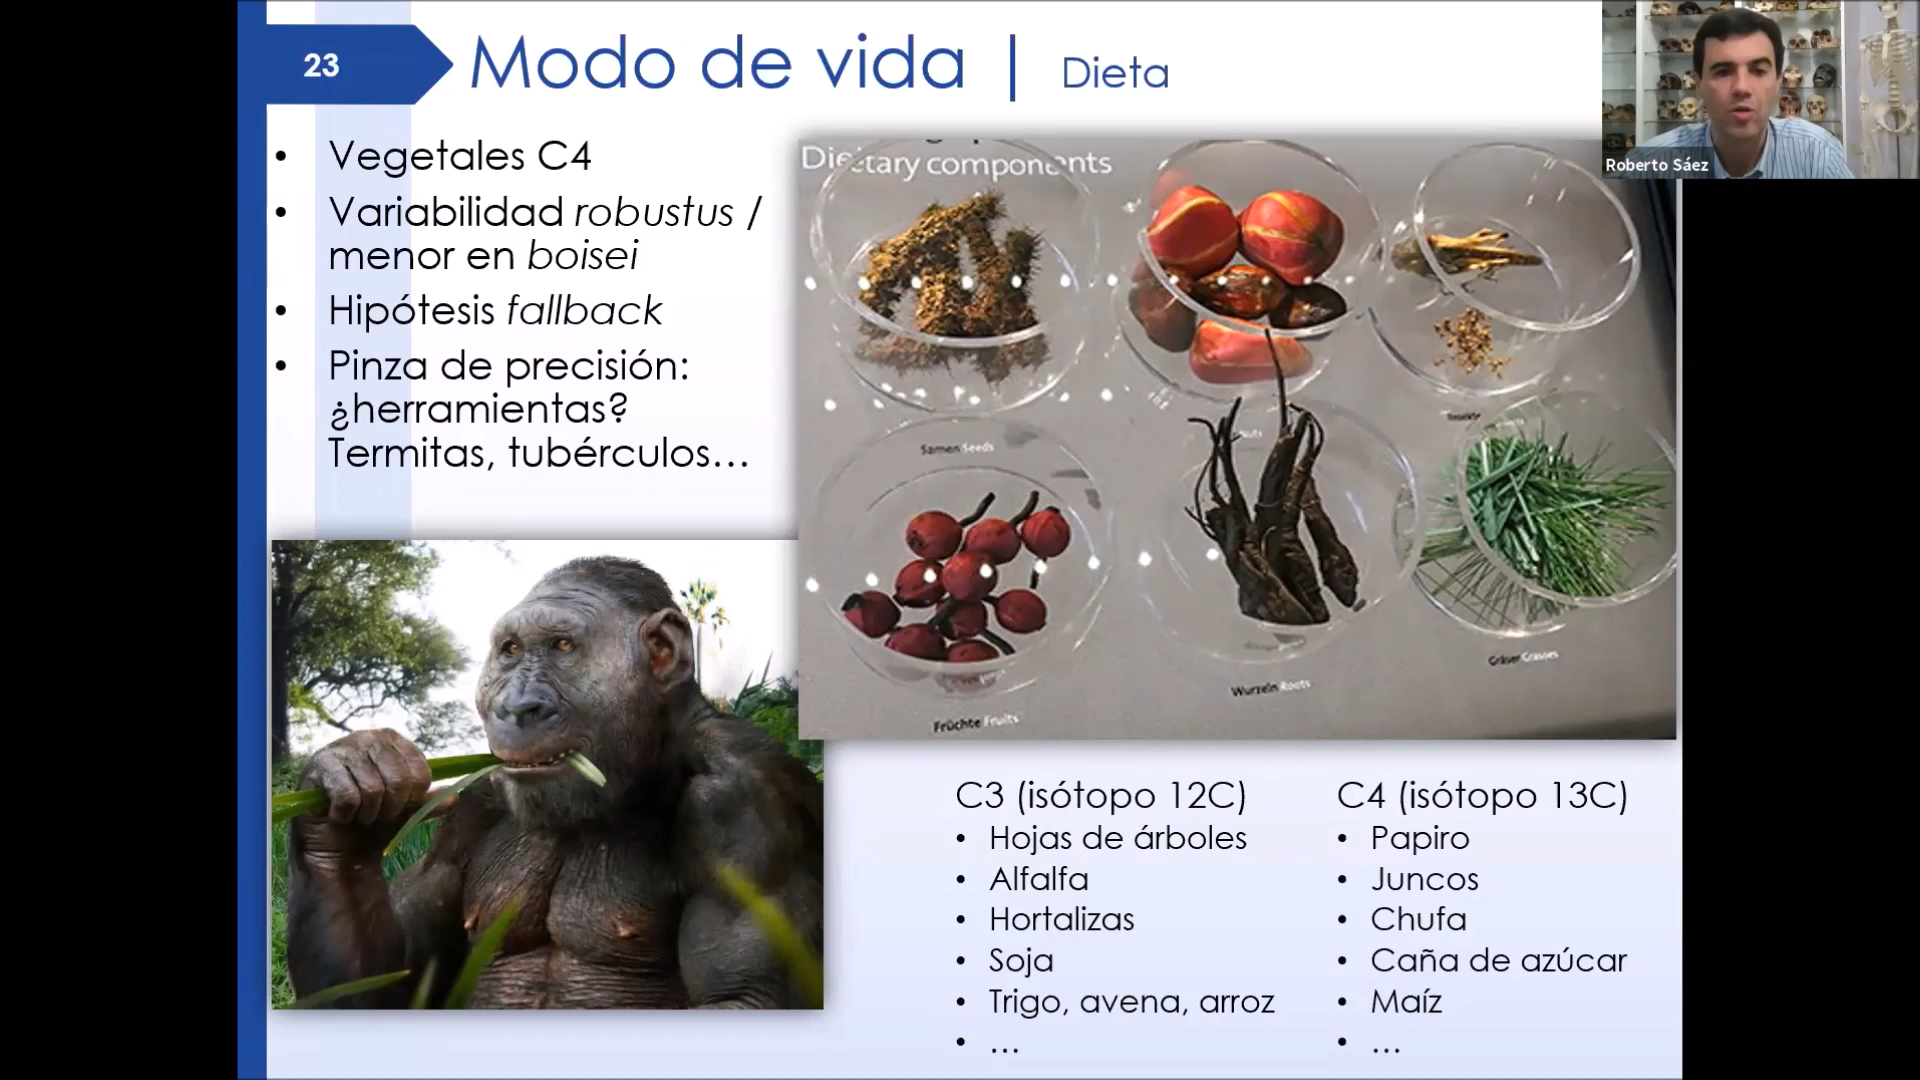 23
Modo de vida | Dieta
• Vegetales C4
• Variabilidad robustus /
menor en boisei
• Hipótesis fallback
• Pinza de precisión:
¿herramientas?
Termitas, tubérculos...
Dietary components
Samen Seeds
Nuts
Früchte Fruits
Wurzeln Roots
Gräser Grasses
Roberto Sáez
C3 (isótopo 12C)
• Hojas de árboles
• Alfalfa
• Hortalizas
• Soja
• Trigo, avena, arroz
• ...
C4 (isótopo 13C)
• Papiro
• Juncos
• Chufa
• Caña de azúcar
• Maíz
• ...